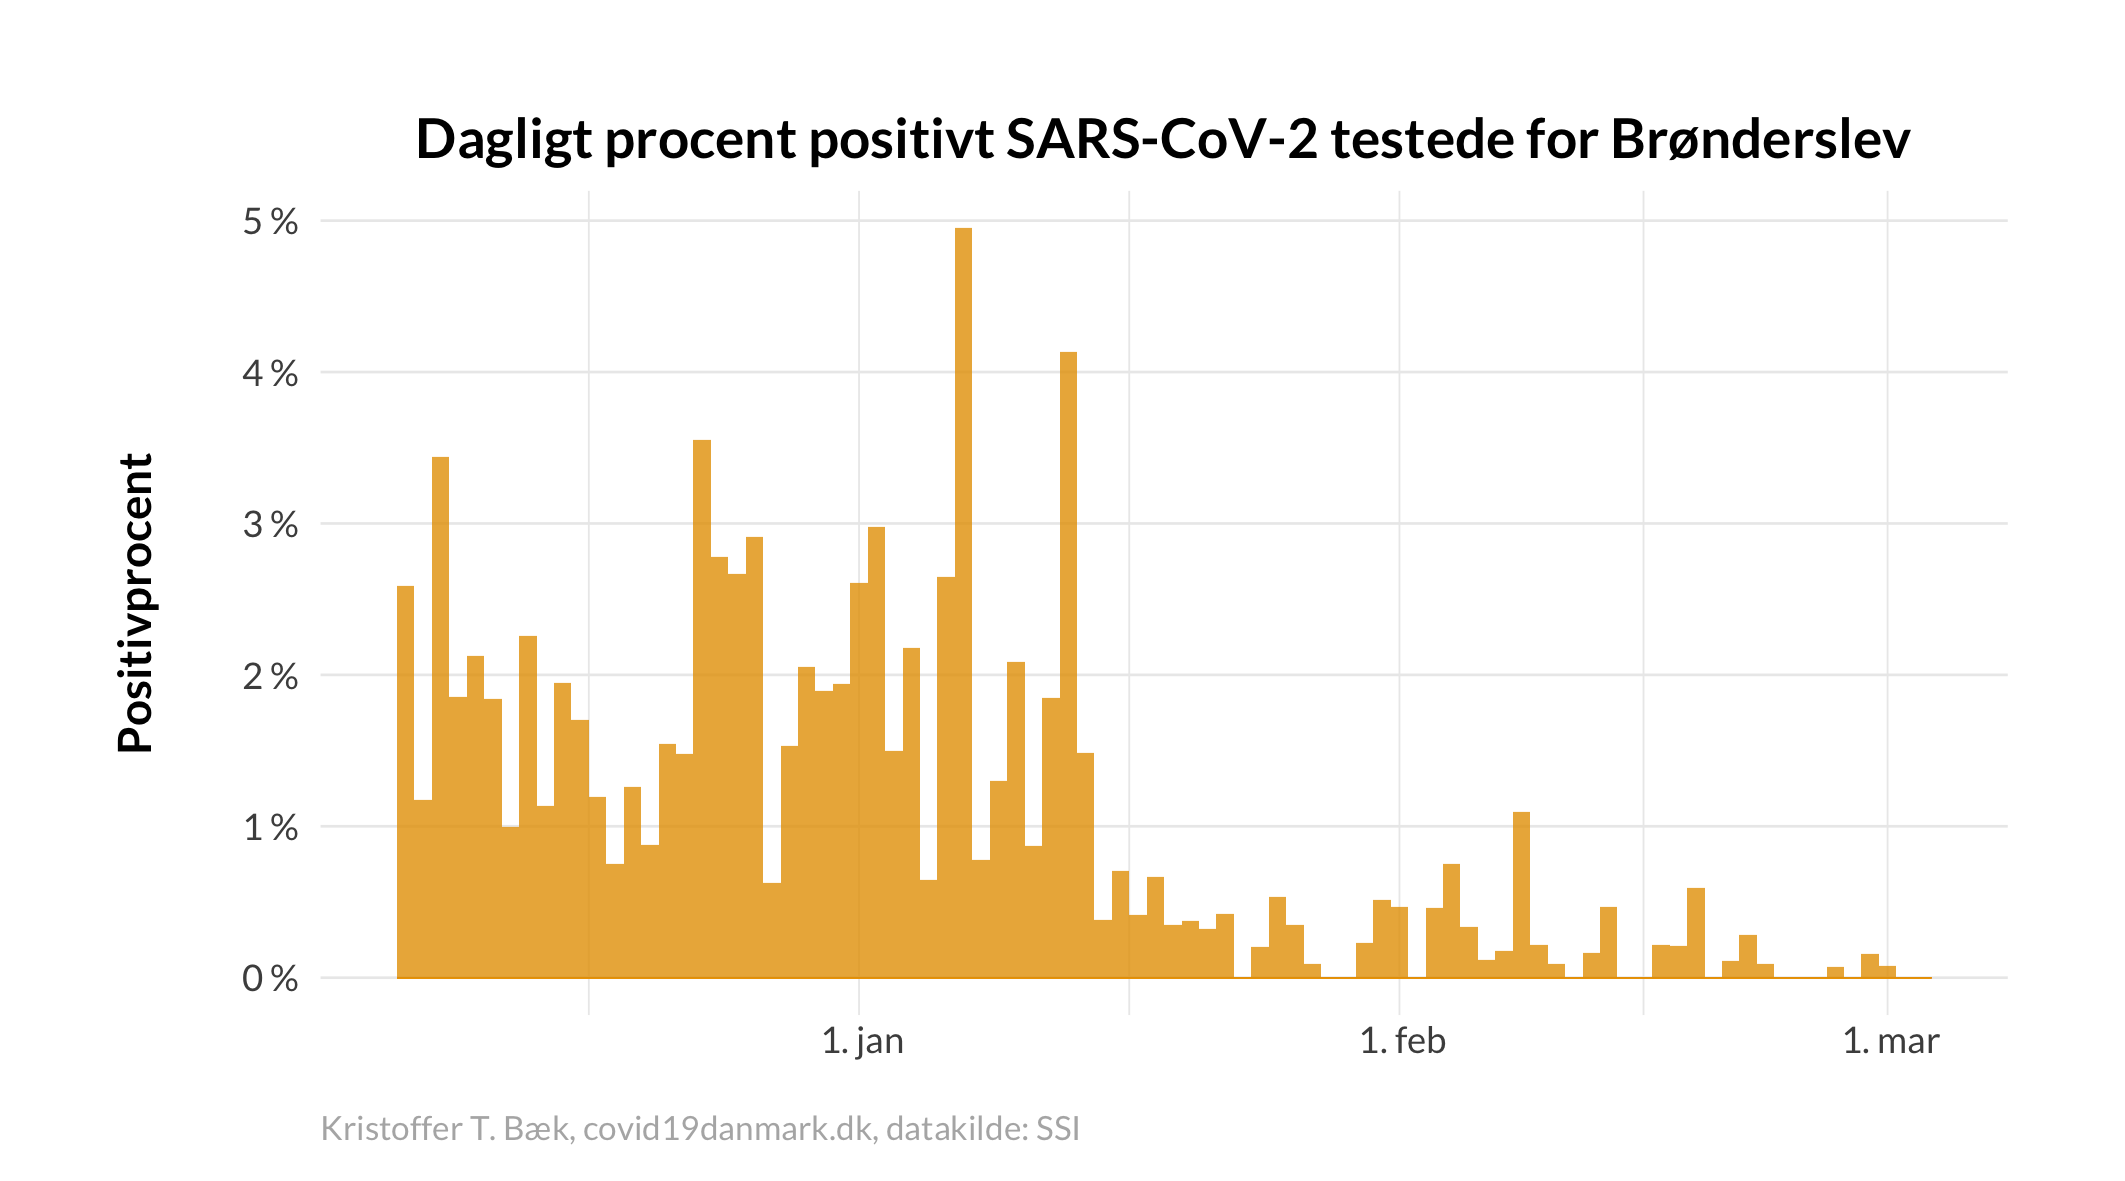 Dagligt procent positivt SARS-CoV-2 testede for Brønderslev
Positivprocent
5 %
4 %
3 %
2 %
1 %
0 %
1. jan
1. feb
1. mar
Kristoffer T. Bæk, covid19danmark.dk, datakilde: SSI